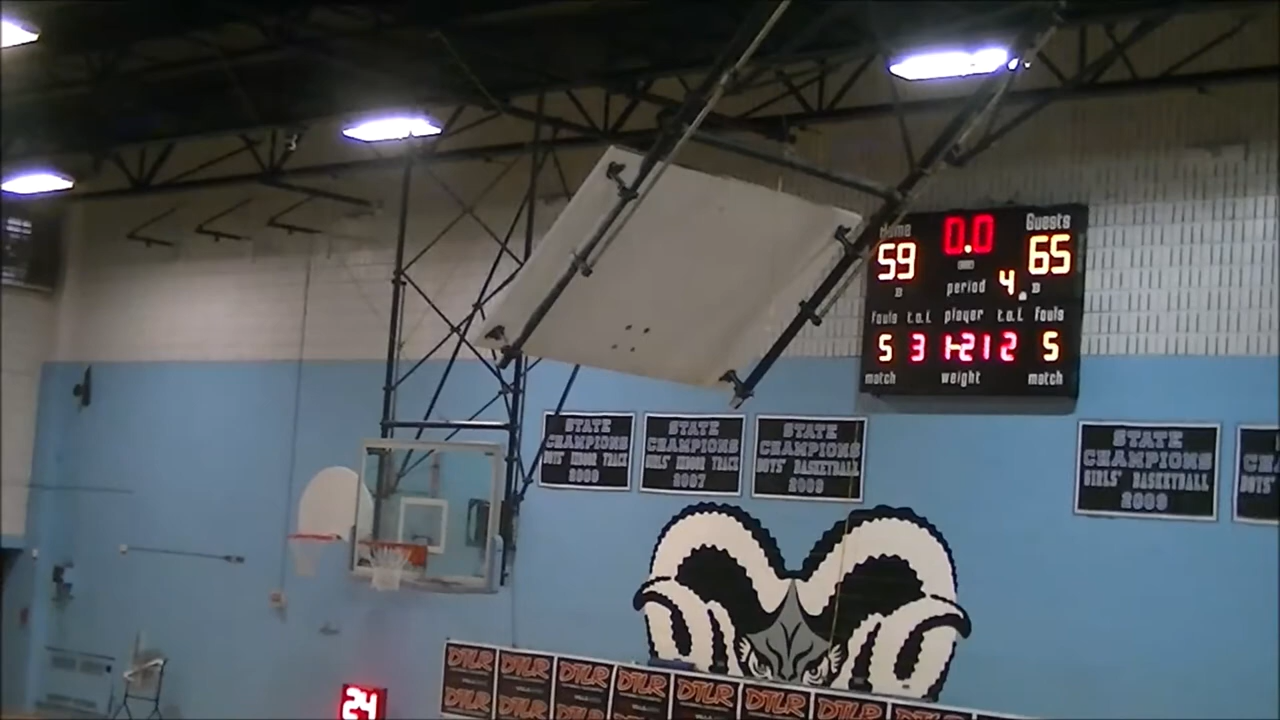 Home 0.0 Guests
59 65
period 4
Fouls t.o.l player t.o.l Fouls
5 3 1-21 2 5
match weight match
STATE CHAMPIONS BOYS' INDOOR TRACK 2009
STATE CHAMPIONS GIRLS' INDOOR TRACK 2007
STATE CHAMPIONS BOYS' BASKETBALL 2009
STATE CHAMPIONS GIRLS' BASKETBALL 2009
DTLR DTLR DTLR DTLR DTLR DTLR DTLR
24